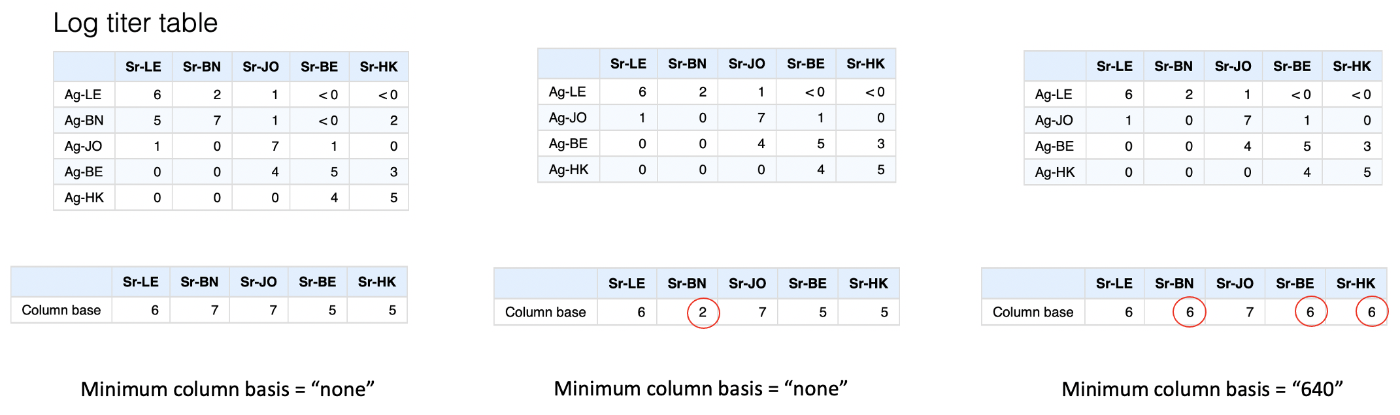 Log titer table
Sr-LE Sr-BN Sr-JO Sr-BE Sr-HK
Ag-LE 6 2 1 <0 <0
Ag-BN 5 7 1 <0 2
Ag-JO 1 0 7 1 0
Ag-BE 0 0 4 5 3
Ag-HK 0 0 0 4 5
Sr-LE Sr-BN Sr-JO Sr-BE Sr-HK
Column base 6 7 7 5 5
Minimum column basis = “none”
Sr-LE Sr-BN Sr-JO Sr-BE Sr-HK
Ag-LE 6 2 1 <0 <0
Ag-JO 1 0 7 1 0
Ag-BE 0 0 4 5 3
Ag-HK 0 0 0 4 5
Sr-LE Sr-BN Sr-JO Sr-BE Sr-HK
Column base 6 2 7 5 5
Minimum column basis = “none”
Sr-LE Sr-BN Sr-JO Sr-BE Sr-HK
Ag-LE 6 2 1 <0 <0
Ag-JO 1 0 7 1 0
Ag-BE 0 0 4 5 3
Ag-HK 0 0 0 4 5
Sr-LE Sr-BN Sr-JO Sr-BE Sr-HK
Column base 6 6 7 6 6
Minimum column basis = “640”